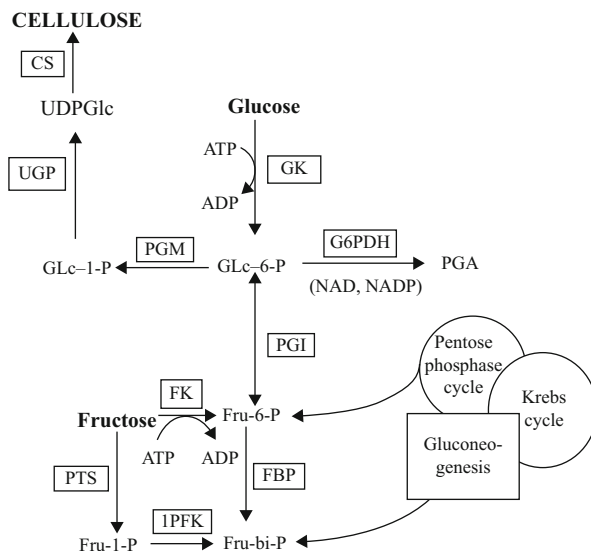 CELLULOSE
CS
UDPGlc
Glucose
ATP
UGP
GK
ADP
PGM
G6PDH
GLc–1-P
GLc–6-P
PGA
(NAD, NADP)
PGI
Pentose
phosphase
cycle
Krebs
cycle
FK
Fructose
Fru-6-P
Gluconeo-
genesis
ATP
ADP
PTS
FBP
1PFK
Fru-1-P
Fru-bi-P